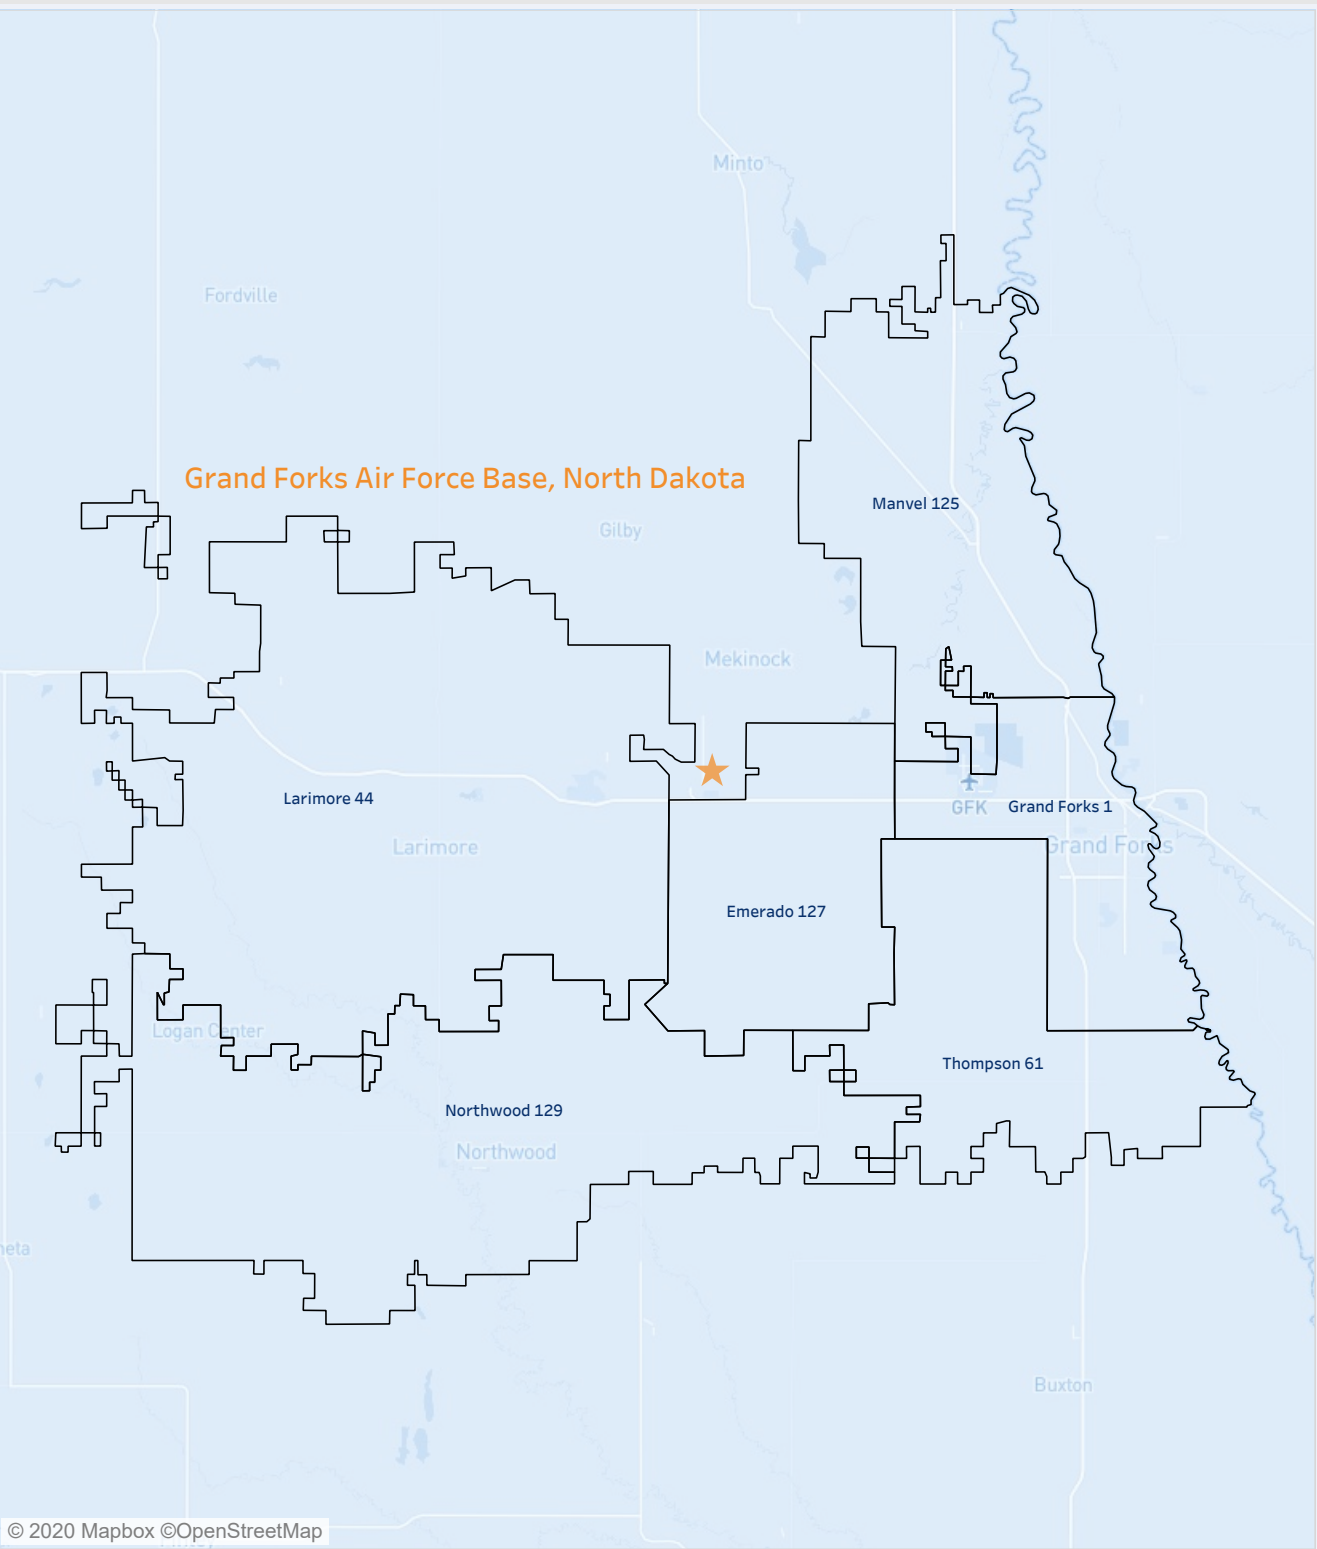 Minto
Fordville
Grand Forks Air Force Base, North Dakota
Manvel 125
Gilby
Mekinock
Larimore 44
GFK
Grand Forks 1
Larimore
Grand Forks
Emerado 127
Logan Center
Thompson 61
Northwood 129
Northwood
Buxton
© 2020 Mapbox ©OpenStreetMap